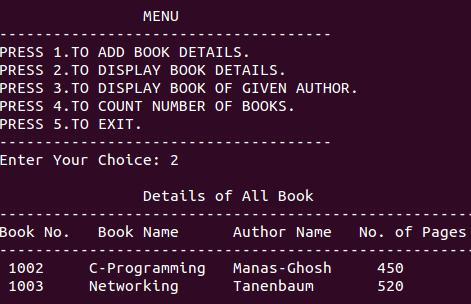 MENU
-------------------------------------
PRESS 1.TO ADD BOOK DETAILS.
PRESS 2.TO DISPLAY BOOK DETAILS.
PRESS 3.TO DISPLAY BOOK OF GIVEN AUTHOR.
PRESS 4.TO COUNT NUMBER OF BOOKS.
PRESS 5.TO EXIT.
-------------------------------------
Enter Your Choice: 2
Details of All Book
-----------------------------------------------------
Book No. Book Name Author Name No. of Pages
-----------------------------------------------------
1002 C-Programming Manas-Ghosh 450
1003 Networking Tanenbaum 520